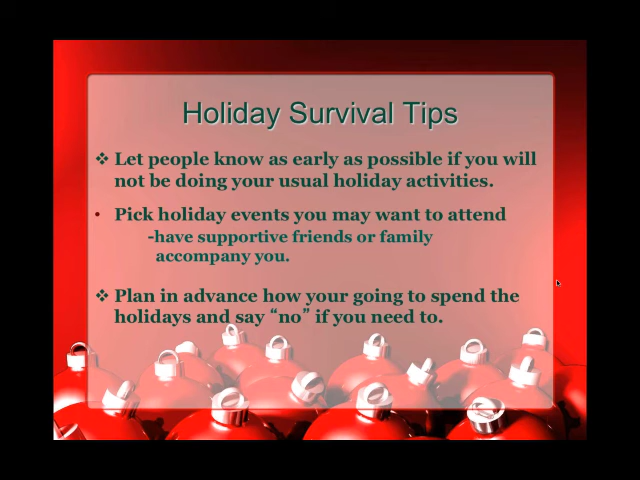 Holiday Survival Tips
❖ Let people know as early as possible if you will
not be doing your usual holiday activities.
• Pick holiday events you may want to attend
-have supportive friends or family
accompany you.
❖ Plan in advance how your going to spend the
holidays and say “no” if you need to.